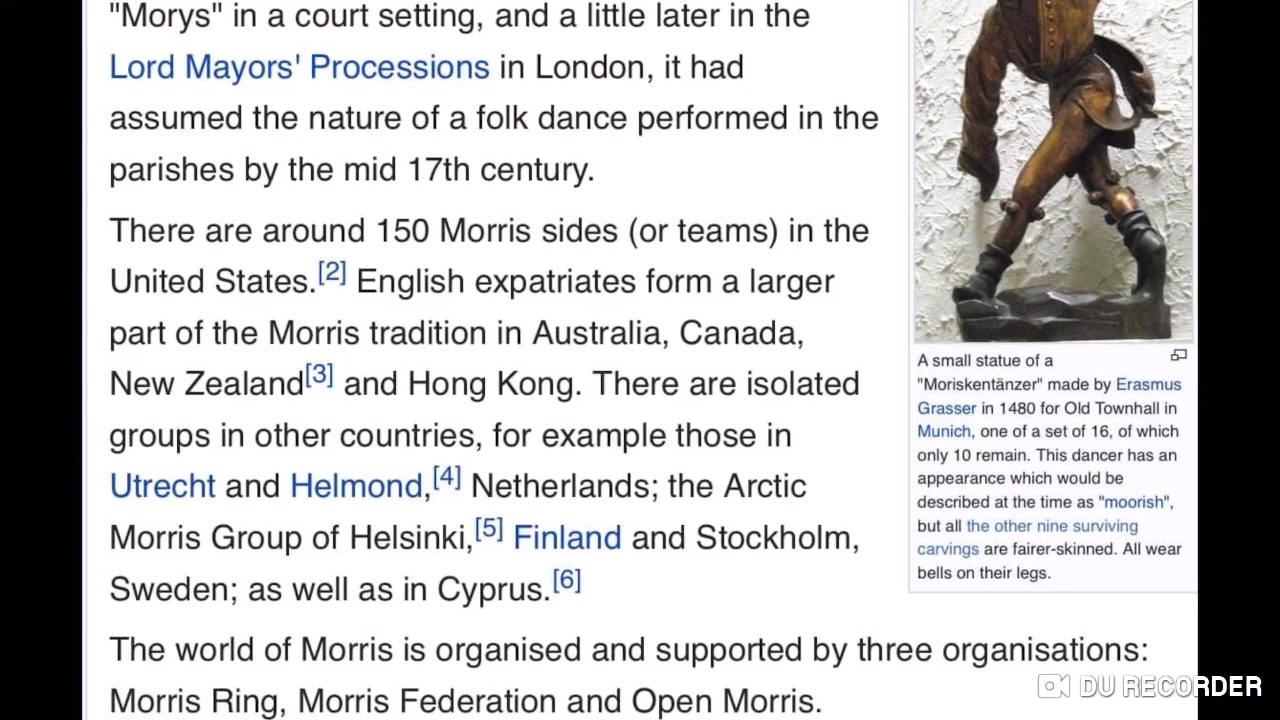 "Morys" in a court setting, and a little later in the
Lord Mayors' Processions in London, it had
assumed the nature of a folk dance performed in the
parishes by the mid 17th century.
There are around 150 Morris sides (or teams) in the
United States.[2] English expatriates form a larger
part of the Morris tradition in Australia, Canada,
New Zealand[3] and Hong Kong. There are isolated
groups in other countries, for example those in
Utrecht and Helmond,[4] Netherlands; the Arctic
Morris Group of Helsinki,[5] Finland and Stockholm,
Sweden; as well as in Cyprus.[6]
The world of Morris is organised and supported by three organisations:
Morris Ring, Morris Federation and Open Morris.
A small statue of a
"Moriskentänzer" made by Erasmus
Grasser in 1480 for Old Townhall in
Munich, one of a set of 16, of which
only 10 remain. This dancer has an
appearance which would be
described at the time as "moorish",
but all the other nine surviving
carvings are fairer-skinned. All wear
bells on their legs.
DU RECORDER